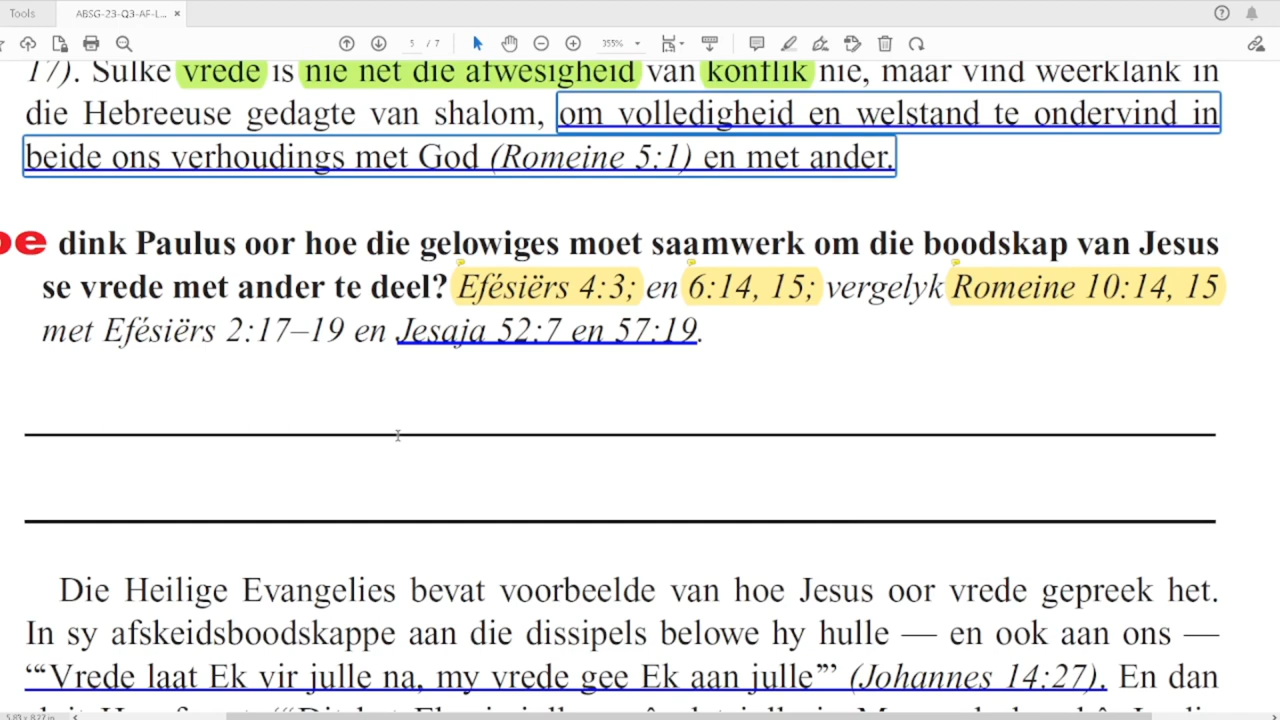 Tools
ABSG-23-Q3-AF-L...
5 / 7
355%
17). Sulke vrede is nie net die afwesigheid van konflik nie, maar vind weerklank in
die Hebreeuse gedagte van shalom, om volledigheid en welstand te ondervind in
beide ons verhoudings met God (Romeine 5:1) en met ander.
dink Paulus oor hoe die gelowiges moet saamwerk om die boodskap van Jesus
se vrede met ander te deel? Efésiërs 4:3; en 6:14, 15; vergelyk Romeine 10:14, 15
met Efésiërs 2:17–19 en Jesaja 52:7 en 57:19.
Die Heilige Evangelies bevat voorbeelde van hoe Jesus oor vrede gepreek het.
In sy afskeidsboodskappe aan die dissipels belowe hy hulle — en ook aan ons —
‘“Vrede laat Ek vir julle na, my vrede gee Ek aan julle”’ (Johannes 14:27). En dan
5.83 x 8.27 in